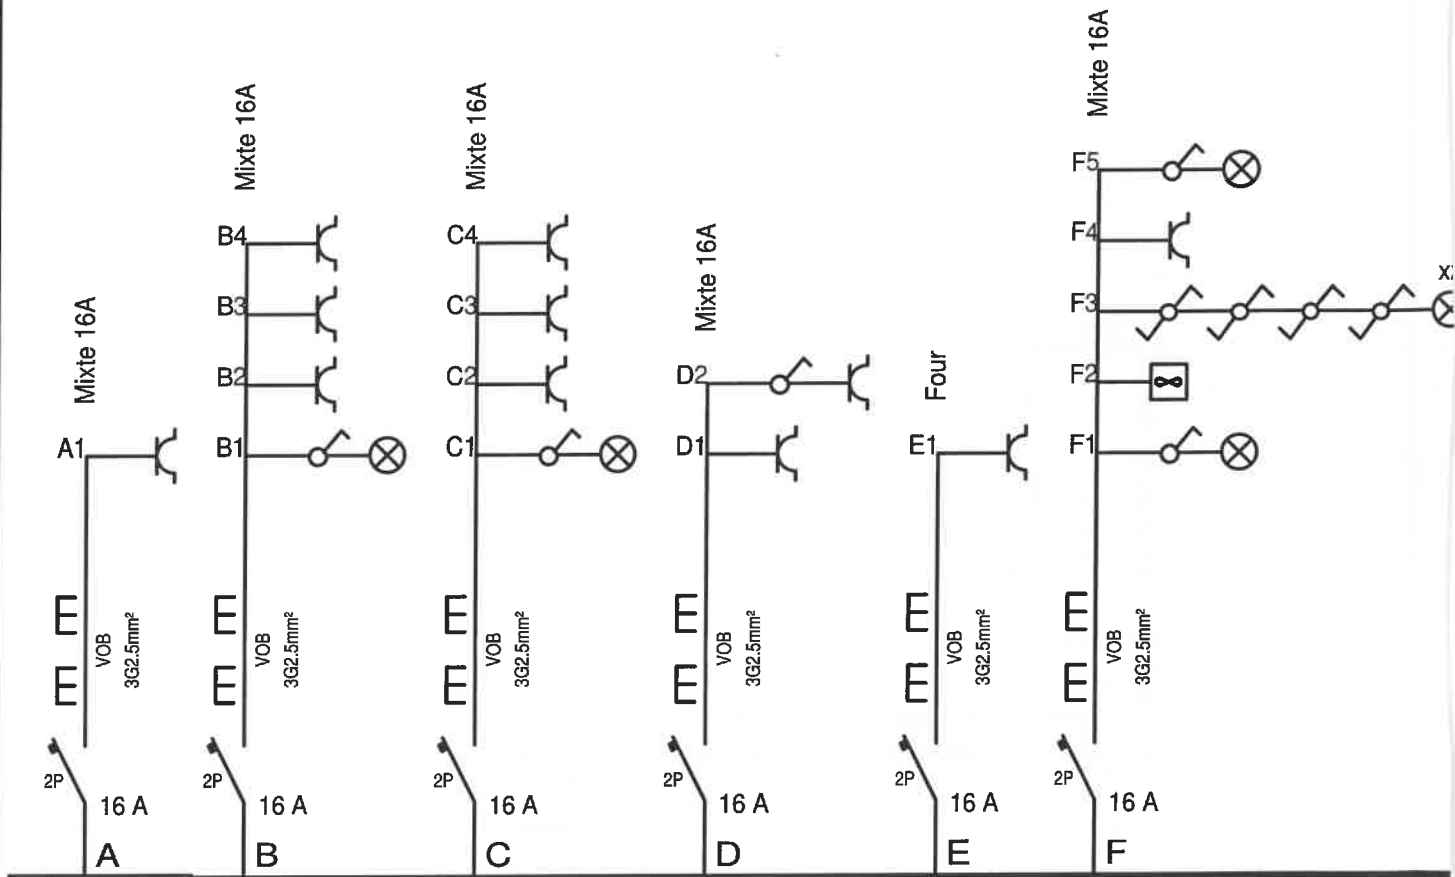 Mixte 16A
A1
VOB
3G2.5mm²
2P
16 A
A
Mixte 16A
B4
B3
B2
B1
VOB
3G2.5mm²
2P
16 A
B
Mixte 16A
C4
C3
C2
C1
VOB
3G2.5mm²
2P
16 A
C
Mixte 16A
D2
D1
VOB
3G2.5mm²
2P
16 A
D
Four
E1
VOB
3G2.5mm²
2P
16 A
E
Mixte 16A
F5
F4
F3
F2
F1
VOB
3G2.5mm²
2P
16 A
F